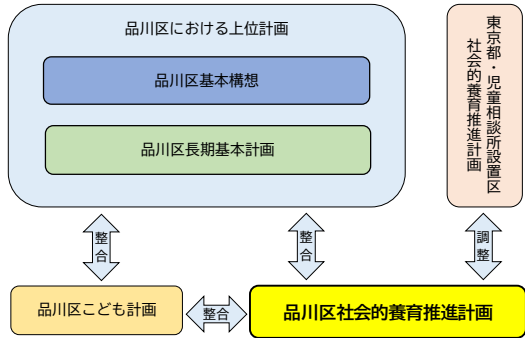 品川区における上位計画
品川区基本構想
品川区長期基本計画
東京都・児童相談所設置区
社会的養育推進計画
整合
整合
調整
品川区こども計画
整合
品川区社会的養育推進計画